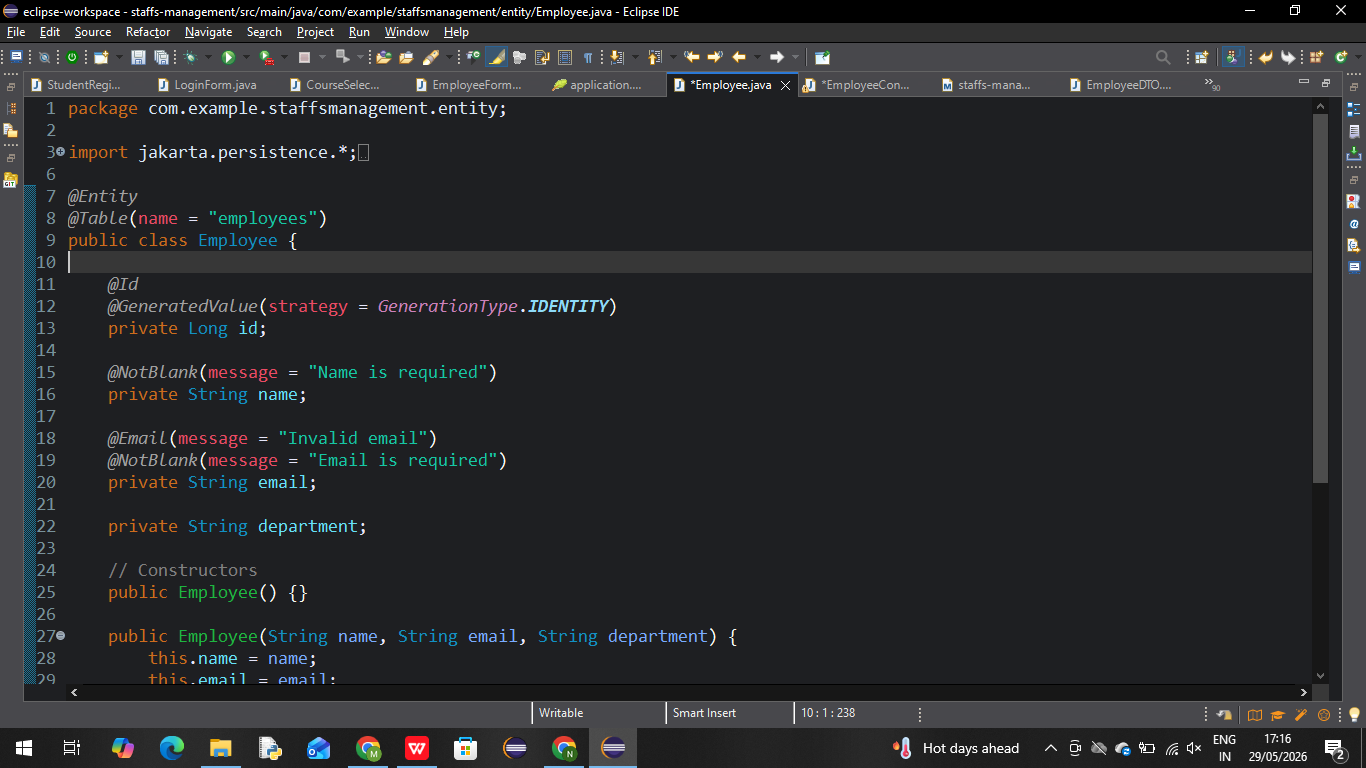 eclipse-workspace - staffs-management/src/main/java/com/example/staffsmanagement/entity/Employee.java - Eclipse IDE
File Edit Source Refactor Navigate Search Project Run Window Help
StudentRegi... LoginForm.java CourseSelec... EmployeeForm... application.... *Employee.java *EmployeeCon... staffs-mana... EmployeeDTO.... 90
1 package com.example.staffsmanagement.entity;
2
3 import jakarta.persistence.*;
6
7 @Entity
8 @Table(name = "employees")
9 public class Employee {
10
11 @Id
12 @GeneratedValue(strategy = GenerationType.IDENTITY)
13 private Long id;
14
15 @NotBlank(message = "Name is required")
16 private String name;
17
18 @Email(message = "Invalid email")
19 @NotBlank(message = "Email is required")
20 private String email;
21
22 private String department;
23
24 // Constructors
25 public Employee() {}
26
27 public Employee(String name, String email, String department) {
28 this.name = name;
29 this.email = email;
Writable Smart Insert 10 : 1 : 238
Hot days ahead ENG 17:16
IN 29/05/2026 2